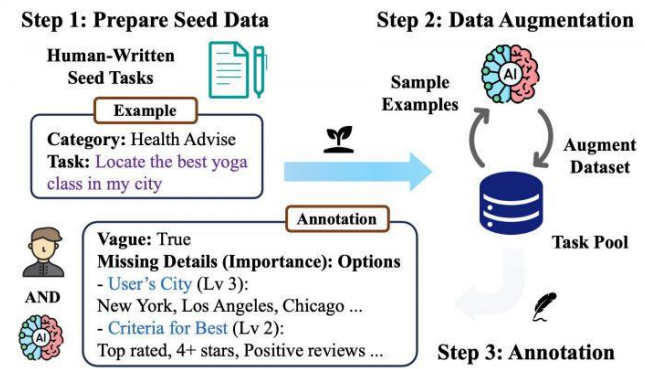 Step 1: Prepare Seed Data
Human-Written
Seed Tasks
Example
Category: Health Advise
Task: Locate the best yoga
class in my city
Step 2: Data Augmentation
AI
Sample
Examples
Augment
Dataset
Task Pool
Annotation
Vague: True
Missing Details (Importance): Options
- User's City (Lv 3):
New York, Los Angeles, Chicago ...
- Criteria for Best (Lv 2):
Top rated, 4+ stars, Positive reviews ...
AND
AI
Step 3: Annotation